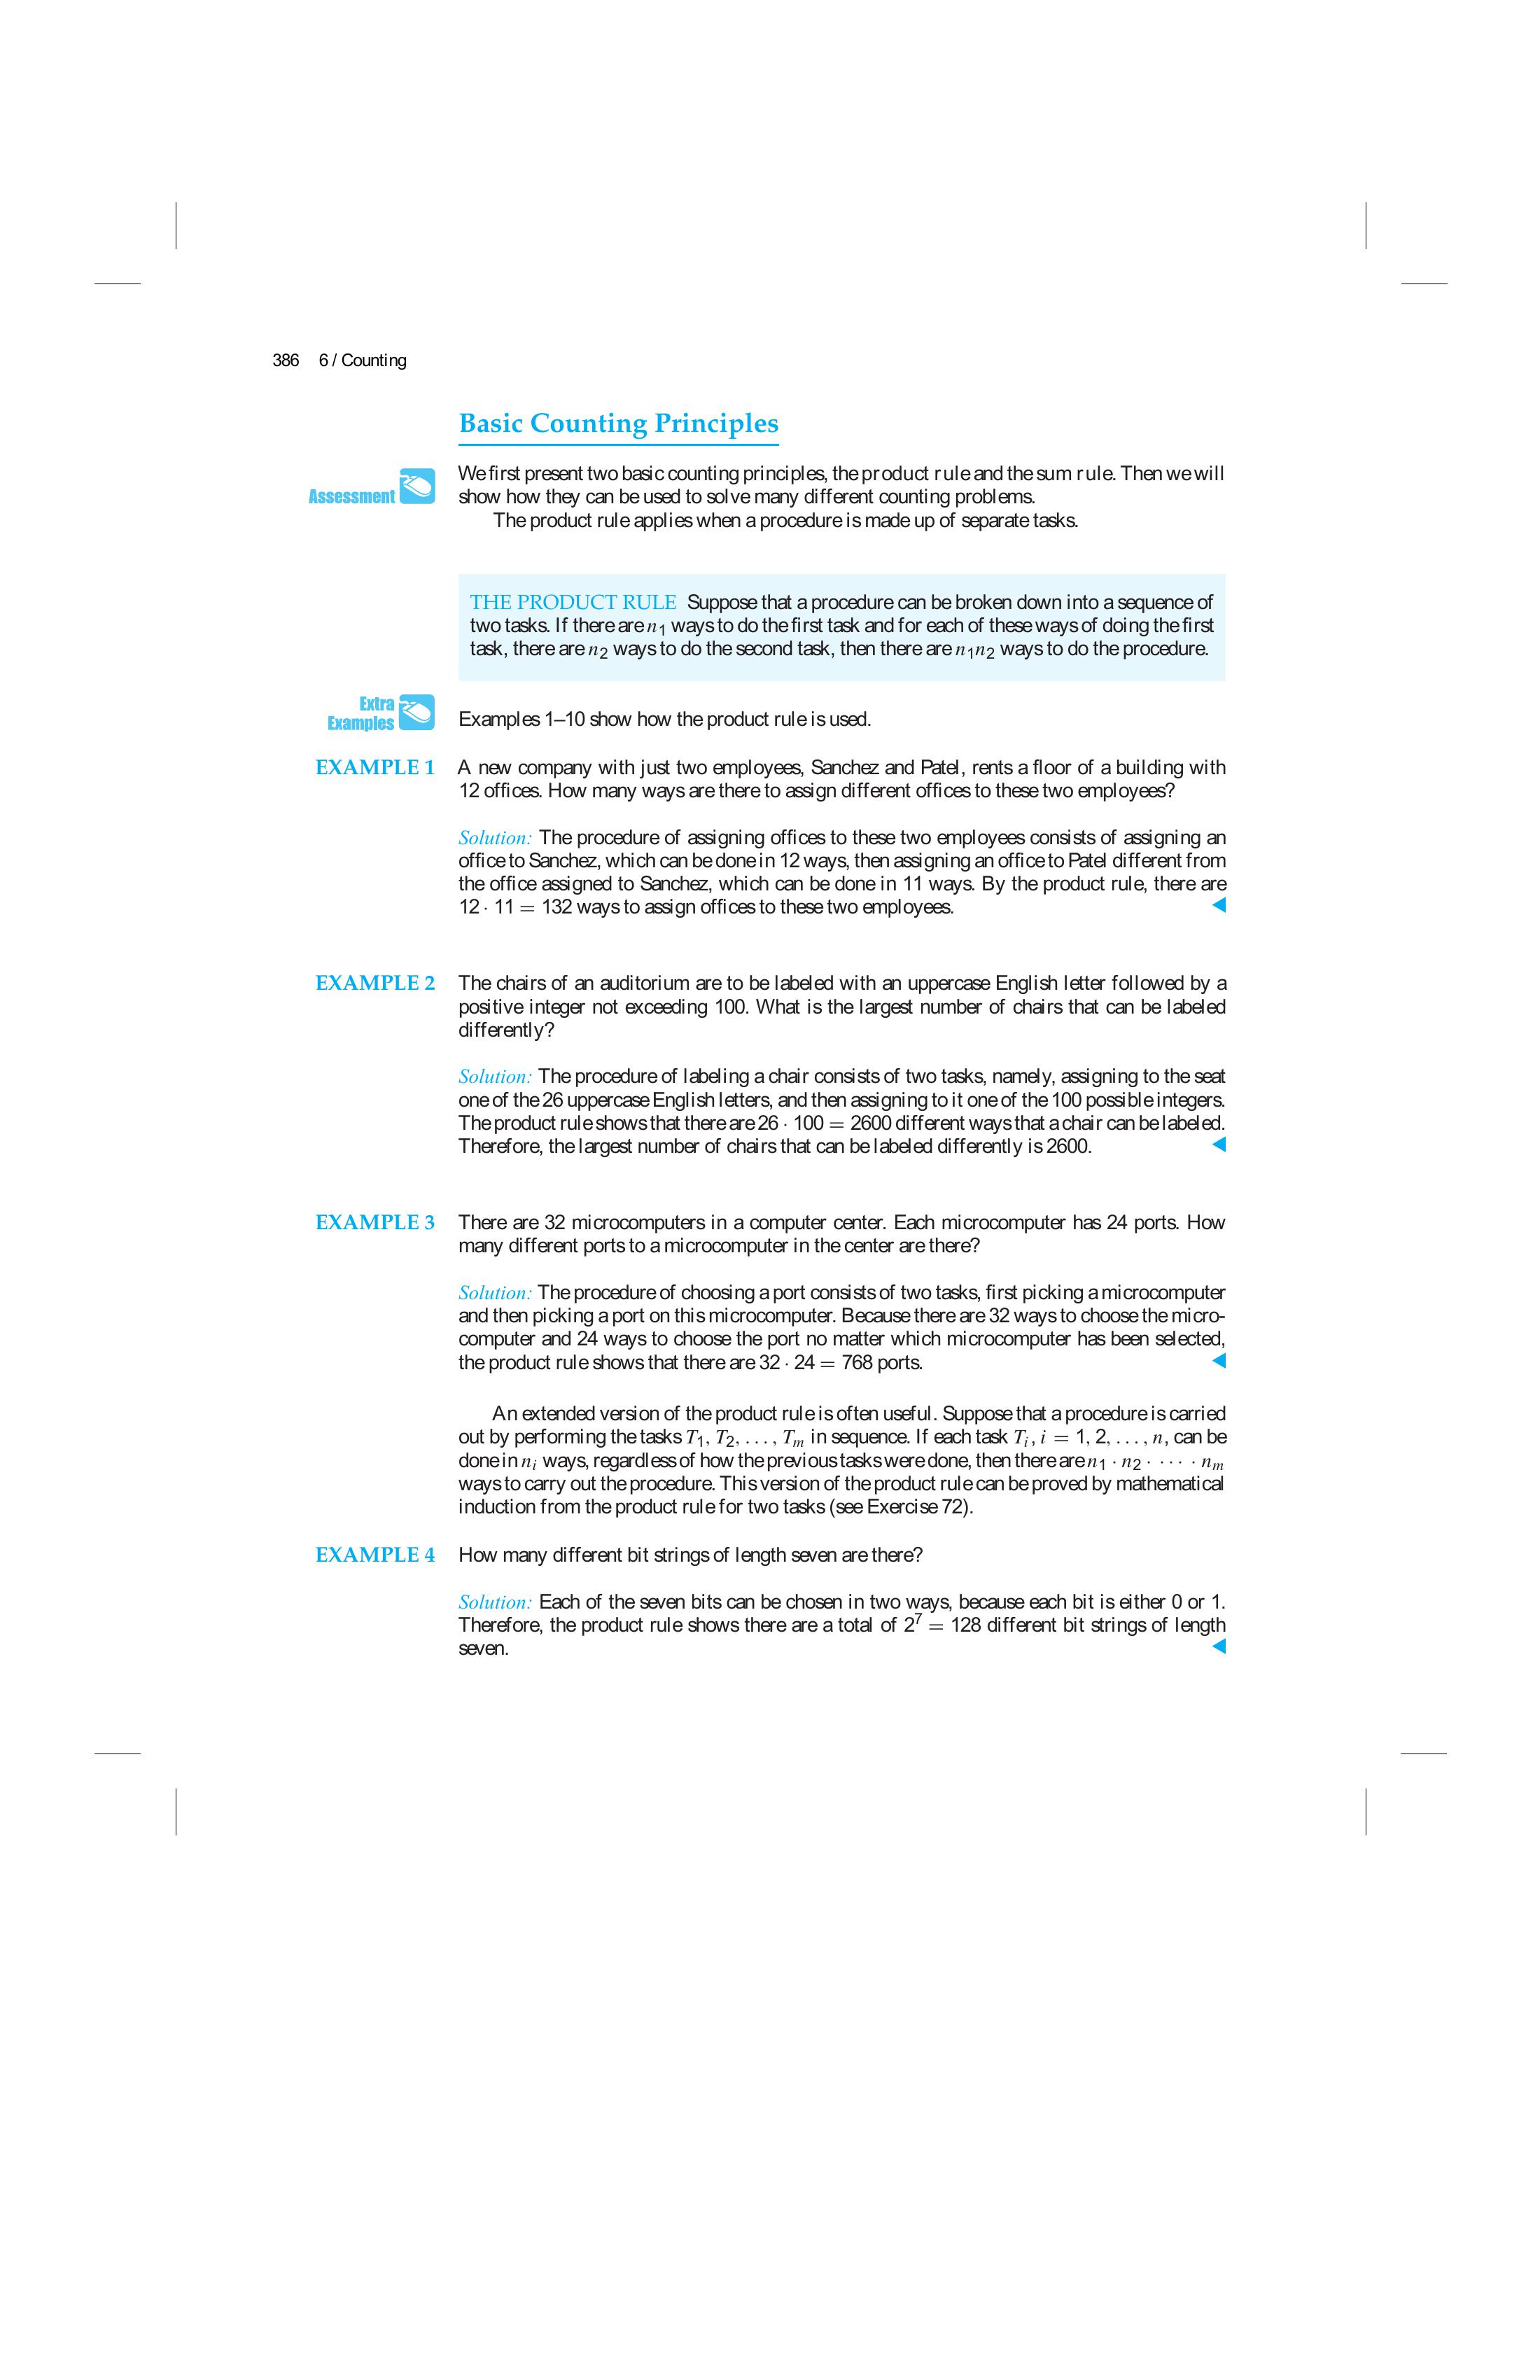 386 6 / Counting
Basic Counting Principles
Assessment
We first present two basic counting principles, the product rule and the sum rule. Then we will
show how they can be used to solve many different counting problems.
The product rule applies when a procedure is made up of separate tasks.
THE PRODUCT RULE Suppose that a procedure can be broken down into a sequence of
two tasks. If there are n₁ ways to do the first task and for each of these ways of doing the first
task, there are n₂ ways to do the second task, then there are n₁n₂ ways to do the procedure.
Extra
Examples
Examples 1–10 show how the product rule is used.
EXAMPLE 1 A new company with just two employees, Sanchez and Patel, rents a floor of a building with
12 offices. How many ways are there to assign different offices to these two employees?
Solution: The procedure of assigning offices to these two employees consists of assigning an
office to Sanchez, which can be done in 12 ways, then assigning an office to Patel different from
the office assigned to Sanchez, which can be done in 11 ways. By the product rule, there are
12 · 11 = 132 ways to assign offices to these two employees.
EXAMPLE 2 The chairs of an auditorium are to be labeled with an uppercase English letter followed by a
positive integer not exceeding 100. What is the largest number of chairs that can be labeled
differently?
Solution: The procedure of labeling a chair consists of two tasks, namely, assigning to the seat
one of the 26 uppercase English letters, and then assigning to it one of the 100 possible integers.
The product rule shows that there are 26 · 100 = 2600 different ways that a chair can be labeled.
Therefore, the largest number of chairs that can be labeled differently is 2600.
EXAMPLE 3 There are 32 microcomputers in a computer center. Each microcomputer has 24 ports. How
many different ports to a microcomputer in the center are there?
Solution: The procedure of choosing a port consists of two tasks, first picking a microcomputer
and then picking a port on this microcomputer. Because there are 32 ways to choose the micro-
computer and 24 ways to choose the port no matter which microcomputer has been selected,
the product rule shows that there are 32 · 24 = 768 ports.
An extended version of the product rule is often useful. Suppose that a procedure is carried
out by performing the tasks T₁, T₂, . . . , Tₘ in sequence. If each task Tᵢ, i = 1, 2, . . . , n, can be
done in nᵢ ways, regardless of how the previous tasks were done, then there are n₁ · n₂ · · · · · nₘ
ways to carry out the procedure. This version of the product rule can be proved by mathematical
induction from the product rule for two tasks (see Exercise 72).
EXAMPLE 4 How many different bit strings of length seven are there?
Solution: Each of the seven bits can be chosen in two ways, because each bit is either 0 or 1.
Therefore, the product rule shows there are a total of 2⁷ = 128 different bit strings of length
seven.